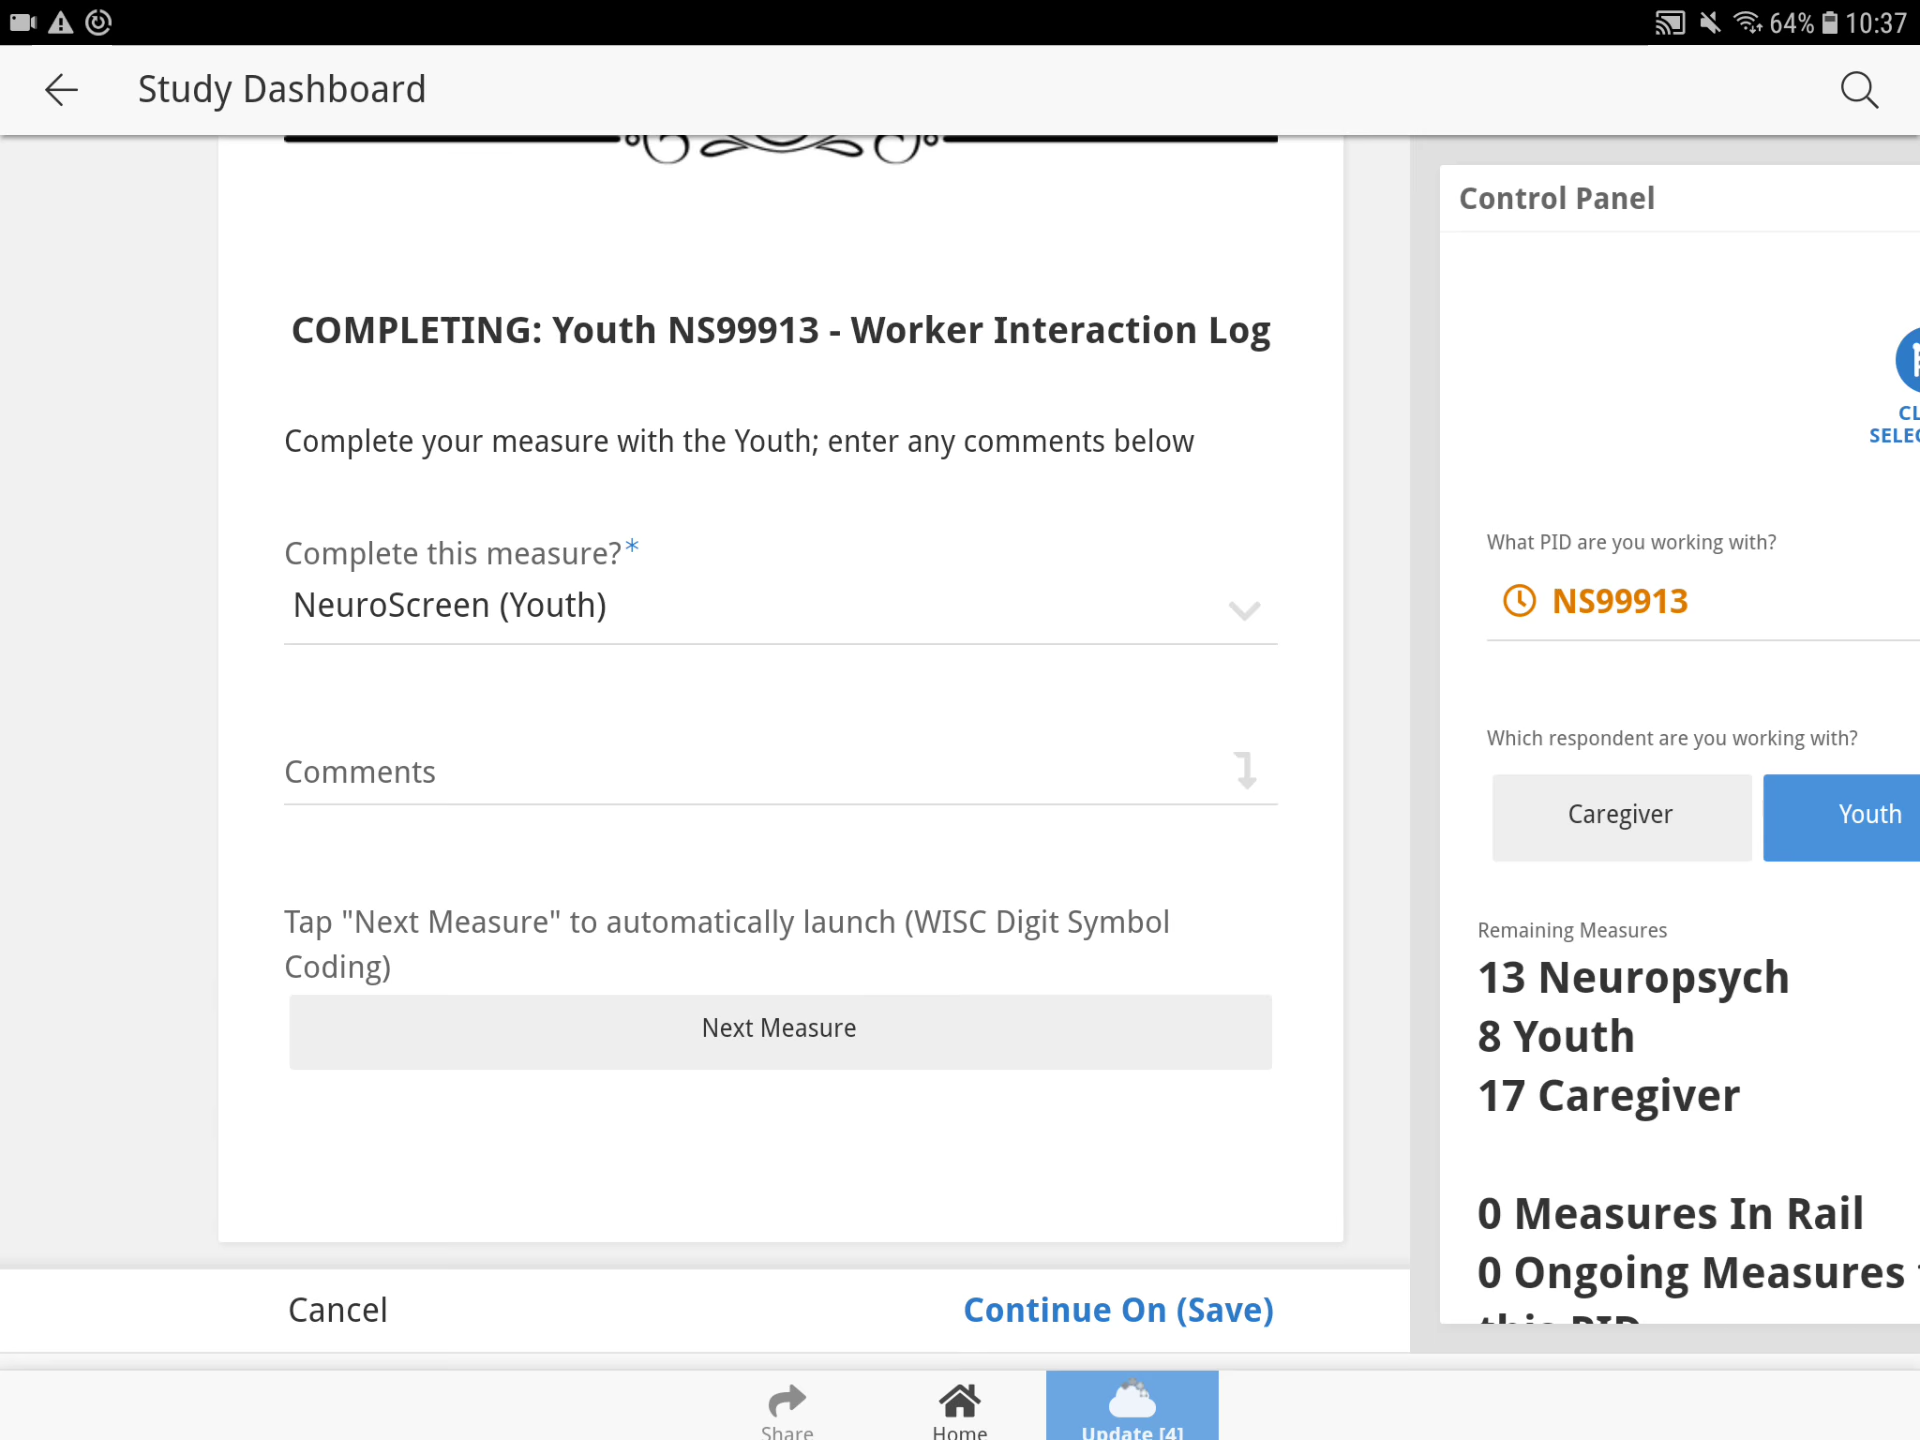 64% 10:37
Study Dashboard
COMPLETING: Youth NS99913 - Worker Interaction Log
Complete your measure with the Youth; enter any comments below
Complete this measure?*
NeuroScreen (Youth)
Comments
Tap "Next Measure" to automatically launch (WISC Digit Symbol
Coding)
Next Measure
Cancel
Continue On (Save)
Control Panel
CL
SELEC
What PID are you working with?
NS99913
Which respondent are you working with?
Caregiver
Youth
Remaining Measures
13 Neuropsych
8 Youth
17 Caregiver
0 Measures In Rail
0 Ongoing Measures
this PID
Share
Home
Update [4]